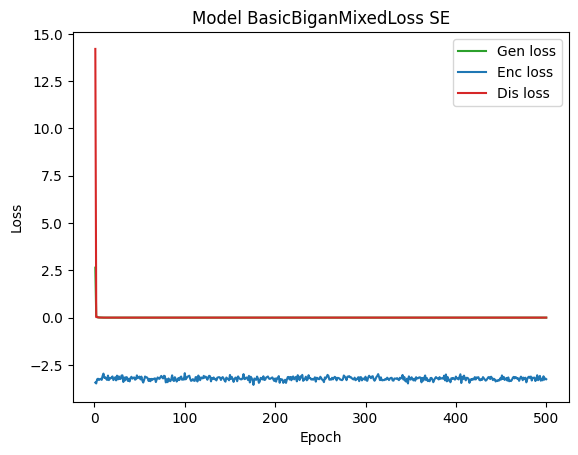 Model BasicBiganMixedLoss SE
Gen loss
Enc loss
Dis loss
15.0
12.5
10.0
7.5
5.0
2.5
0.0
−2.5
Loss
0
100
200
300
400
500
Epoch